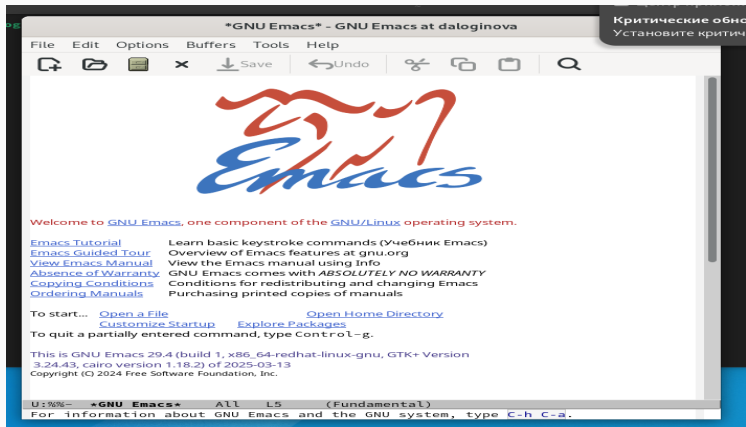 *GNU Emacs* - GNU Emacs at daloginova
Критические обно
Установите критич
File Edit Options Buffers Tools Help
Save Undo
Emacs
Welcome to GNU Emacs, one component of the GNU/Linux operating system.
Emacs Tutorial Learn basic keystroke commands (Учебник Emacs)
Emacs Guided Tour Overview of Emacs features at gnu.org
View Emacs Manual View the Emacs manual using Info
Absence of Warranty GNU Emacs comes with ABSOLUTELY NO WARRANTY
Copying Conditions Conditions for redistributing and changing Emacs
Ordering Manuals Purchasing printed copies of manuals
To start... Open a File Open Home Directory
Customize Startup Explore Packages
To quit a partially entered command, type Control-g.
This is GNU Emacs 29.4 (build 1, x86_64-redhat-linux-gnu, GTK+ Version
3.24.43, cairo version 1.18.2) of 2025-03-13
Copyright (C) 2024 Free Software Foundation, Inc.
U:%%- *GNU Emacs* All L5 (Fundamental)
For information about GNU Emacs and the GNU system, type C-h C-a.